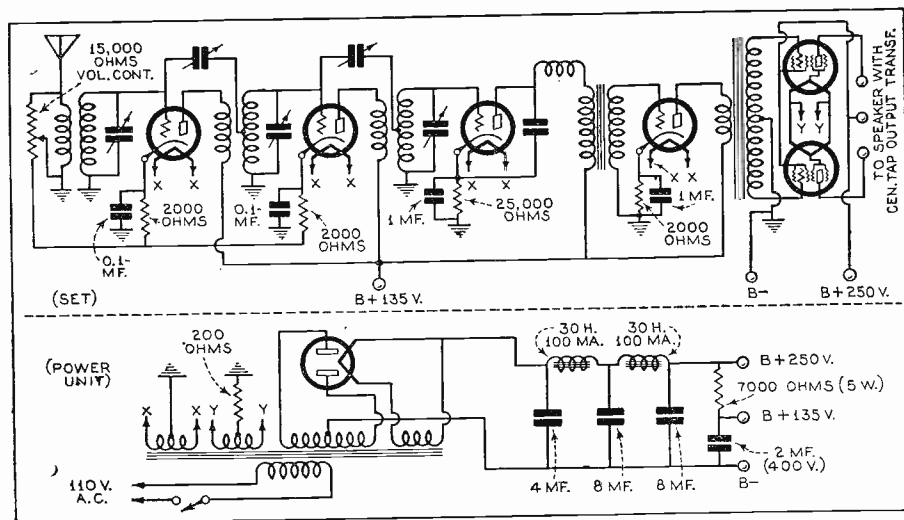 15,000
OHMS
VOL. CONT.
X X
X X
X X
X X
Y Y
TO SPEAKER WITH
CEN. TAP OUTPUT TRANSF.
0.1-
MF.
2000
OHMS
0.1-
MF.
2000
OHMS
1 MF.
25,000
OHMS
2000
OHMS
1 MF.
(SET)
B+135 V.
B-
B+250 V.
(POWER
UNIT)
200
OHMS
X X Y Y
110 V.
A.C.
30 H.
100 MA.
30 H.
100 MA.
4 MF.
8 MF.
8 MF.
B+250 V.
7000 OHMS (5 W.)
B+135 V.
2 MF.
(400 V.)
B-